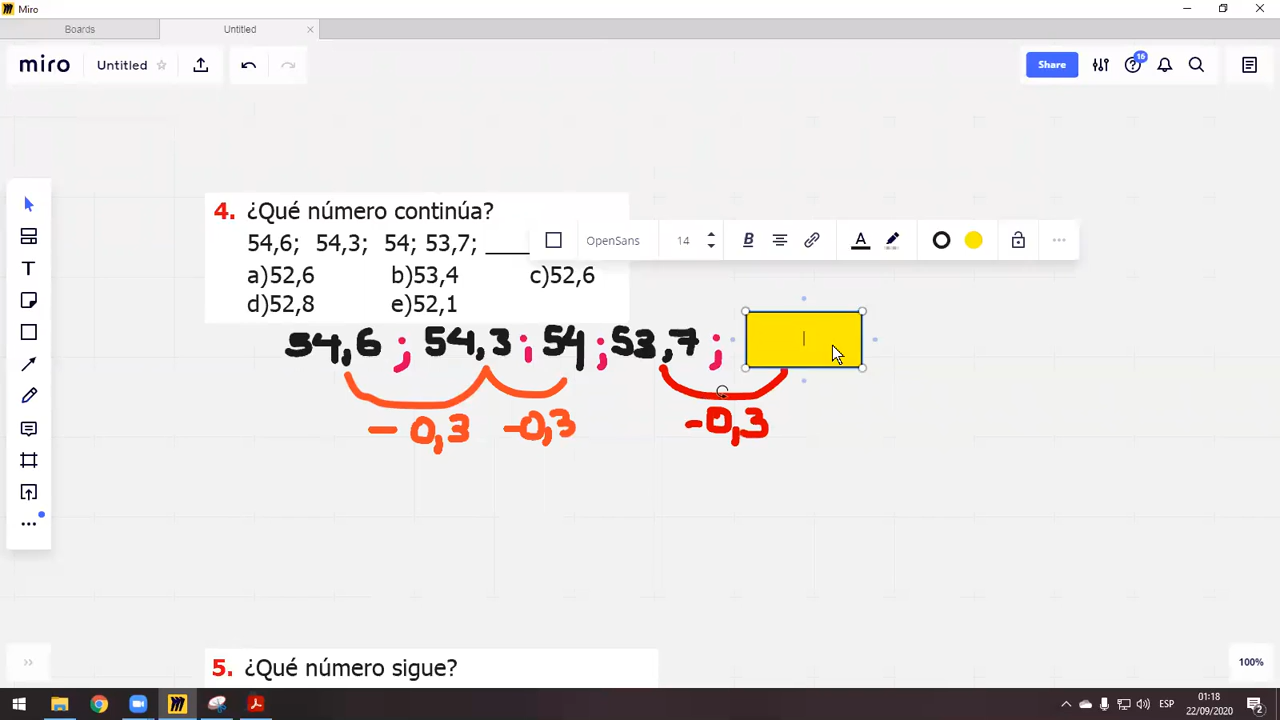 Miro
Boards Untitled
miro Untitled Share 16
4. ¿Qué número continúa?
54,6; 54,3; 54; 53,7; ____
OpenSans 14 B A
a)52,6 b)53,4 c)52,6
d)52,8 e)52,1
54,6 ; 54,3 ; 54 ; 53,7 ;
- 0,3 -0,3 -0,3
5. ¿Qué número sigue?
100%
ESP 01:18
22/09/2020 2